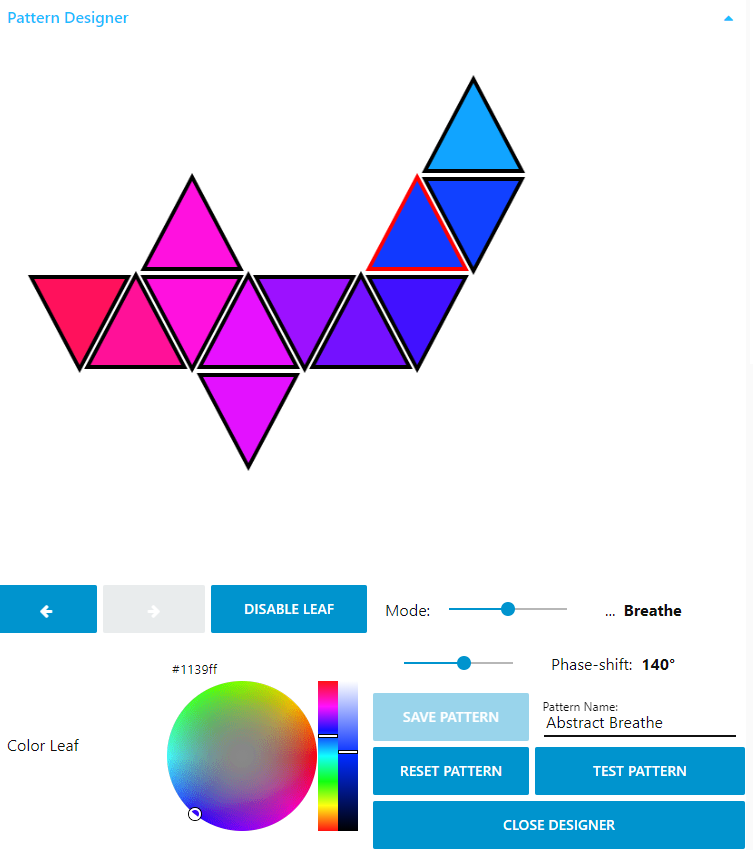 Pattern Designer
DISABLE LEAF
Mode:
... Breathe
#1139ff
Phase-shift: 140°
Color Leaf
SAVE PATTERN
Pattern Name:
Abstract Breathe
RESET PATTERN
TEST PATTERN
CLOSE DESIGNER